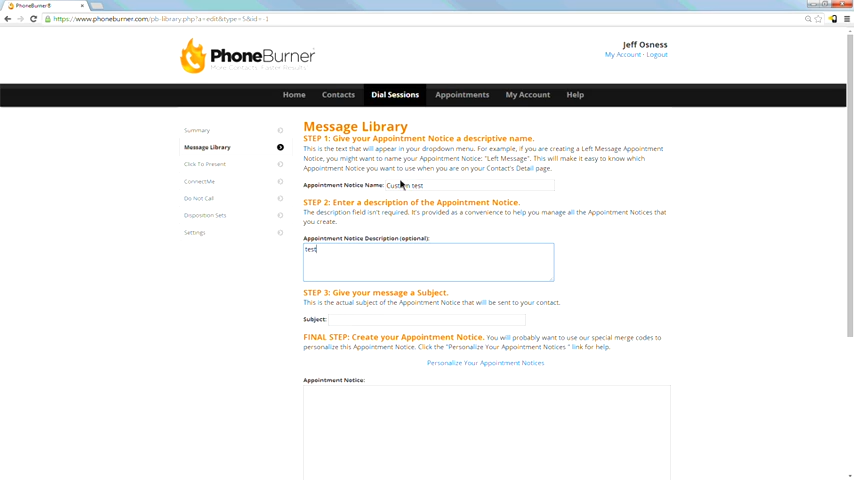 PhoneBurner®
https://www.phoneburner.com/pb-library.php?a=edit&type=5&id=-1
PhoneBurner
Jeff Osness
My Account · Logout
Home Contacts Dial Sessions Appointments My Account Help
Summary
Message Library
Click To Present
ConnectMe
Do Not Call
Disposition Sets
Settings
Message Library
STEP 1: Give your Appointment Notice a descriptive name.
This is the text that will appear in your dropdown menu. For example, if you are creating a Left Message Appointment
Notice, you might want to name your Appointment Notice: "Left Message". This will make it easy to know which
Appointment Notice you want to use when you are on your Contact's Detail page.
Appointment Notice Name: Custom test
STEP 2: Enter a description of the Appointment Notice.
The description field isn't required. It's provided as a convenience to help you manage all the Appointment Notices that
you create.
Appointment Notice Description (optional):
test
STEP 3: Give your message a Subject.
This is the actual subject of the Appointment Notice that will be sent to your contact.
Subject:
FINAL STEP: Create your Appointment Notice. You will probably want to use our special merge codes to
personalize this Appointment Notice. Click the "Personalize Your Appointment Notices " link for help.
Personalize Your Appointment Notices
Appointment Notice: